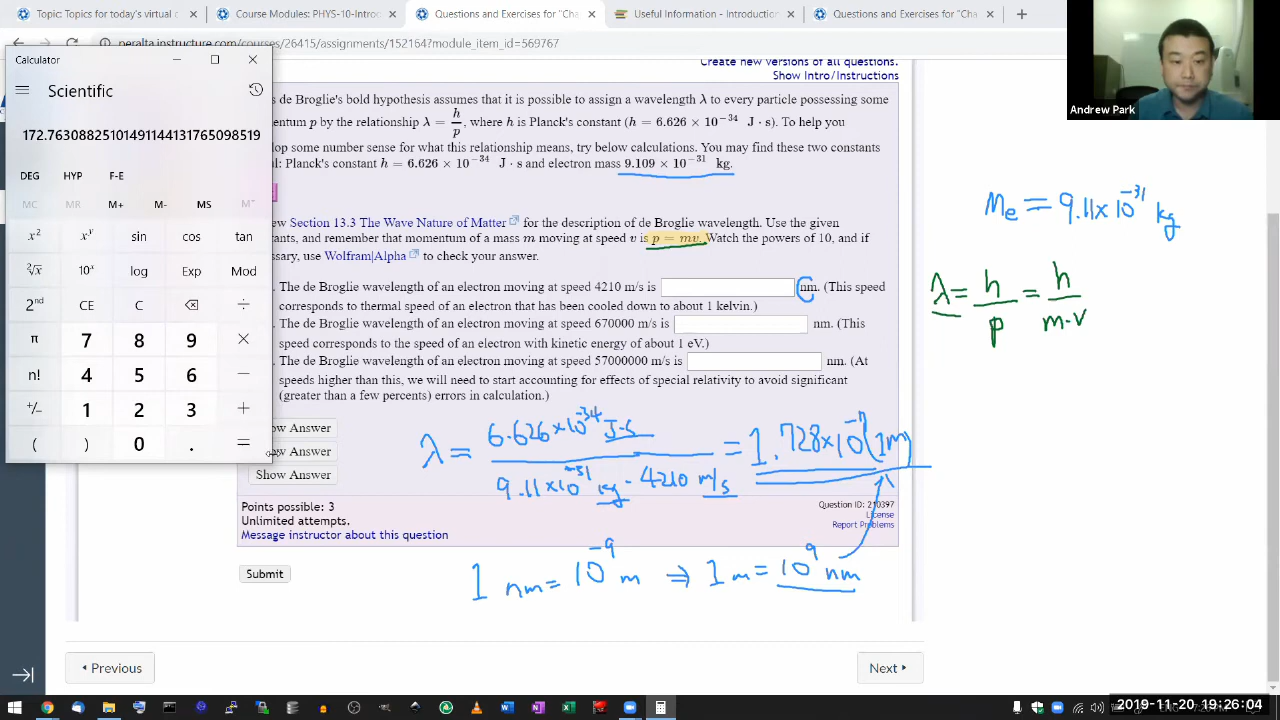 Topic: Topics for today's virtual c
Course Modules: PHYS-10-Introdu
Questions and Exercises for "Cha
Useful Information - Introduction
Questions and Exercises for "Cha
peralta.instructure.com/courses/26415/assignments/152164?module_item_id=569767
Create new versions of all questions.
Show Intro/Instructions
Calculator
Scientific
172.76308825101491144131765098519
DEG HYP F-E
MC MR M+ M- MS M˅
x² xʸ sin cos tan
³√x 10ˣ log Exp Mod
2ⁿᵈ CE C ⌫ ÷
π 7 8 9 ×
n! 4 5 6 −
⁺/₋ 1 2 3 +
( ) 0 . =
de Broglie's bold hypothesis assumes that it is possible to assign a wavelength λ to every particle possessing some
entum p by the relationship = h/p, where h is Planck's constant (h = 6.626 × 10⁻³⁴ J · s). To help you
lop some number sense for what this relationship means, try below calculations. You may find these two constants
l: Planck's constant h = 6.626 × 10⁻³⁴ J · s and electron mass 9.109 × 10⁻³¹ kg.
ew Section 13.3 The Wave Nature of Matter for the description of de Broglie wavelength. Use the given
tants, and remember the momentum of a mass m moving at speed v is p = mv. Watch the powers of 10, and if
ssary, use Wolfram|Alpha to check your answer.
The de Broglie wavelength of an electron moving at speed 4210 m/s is nm. (This speed
corresponds to thermal speed of an electron that has been cooled down to about 1 kelvin.)
The de Broglie wavelength of an electron moving at speed 670000 m/s is nm. (This
speed corresponds to the speed of an electron with kinetic energy of about 1 eV.)
The de Broglie wavelength of an electron moving at speed 57000000 m/s is nm. (At
speeds higher than this, we will need to start accounting for effects of special relativity to avoid significant
(greater than a few percents) errors in calculation.)
how Answer
ow Answer
Show Answer
Points possible: 3
Unlimited attempts.
Message instructor about this question
Question ID: 210397
License
Report Problems
Submit
Me = 9.11×10⁻³¹ kg
λ = h/p = h/m·v
λ = 6.626×10⁻³⁴ J·s / 9.11×10⁻³¹ kg · 4210 m/s = 1.728×10⁻⁷ (1m)
1 nm = 10⁻⁹ m ⇒ 1 m = 10⁹ nm
Previous
Next
Andrew Park
2019-11-20 19:26:04